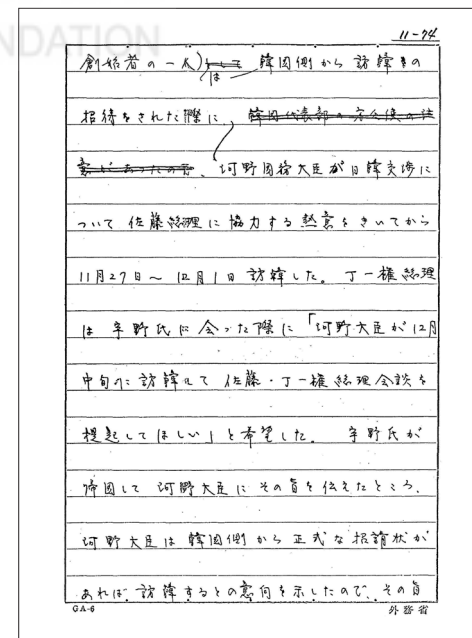 NDATION
11-74
創始者の一人)は 韓国側から訪韓の
招待をされた際に、
河野国務大臣が日韓交渉に
ついて佐藤総理に協力する熱意をきいてから
11月27日~12月1日訪韓した。丁一権総理
は宇野氏に会った際に「河野大臣が12月
中旬に訪韓して佐藤・丁一権総理会談を
提起してほしい」と希望した。宇野氏が
帰国して河野大臣にその旨を伝えたところ、
河野大臣は韓国側から正式な招請状が
あれば訪韓するとの意向を示したので、その旨
GA-6
外務省